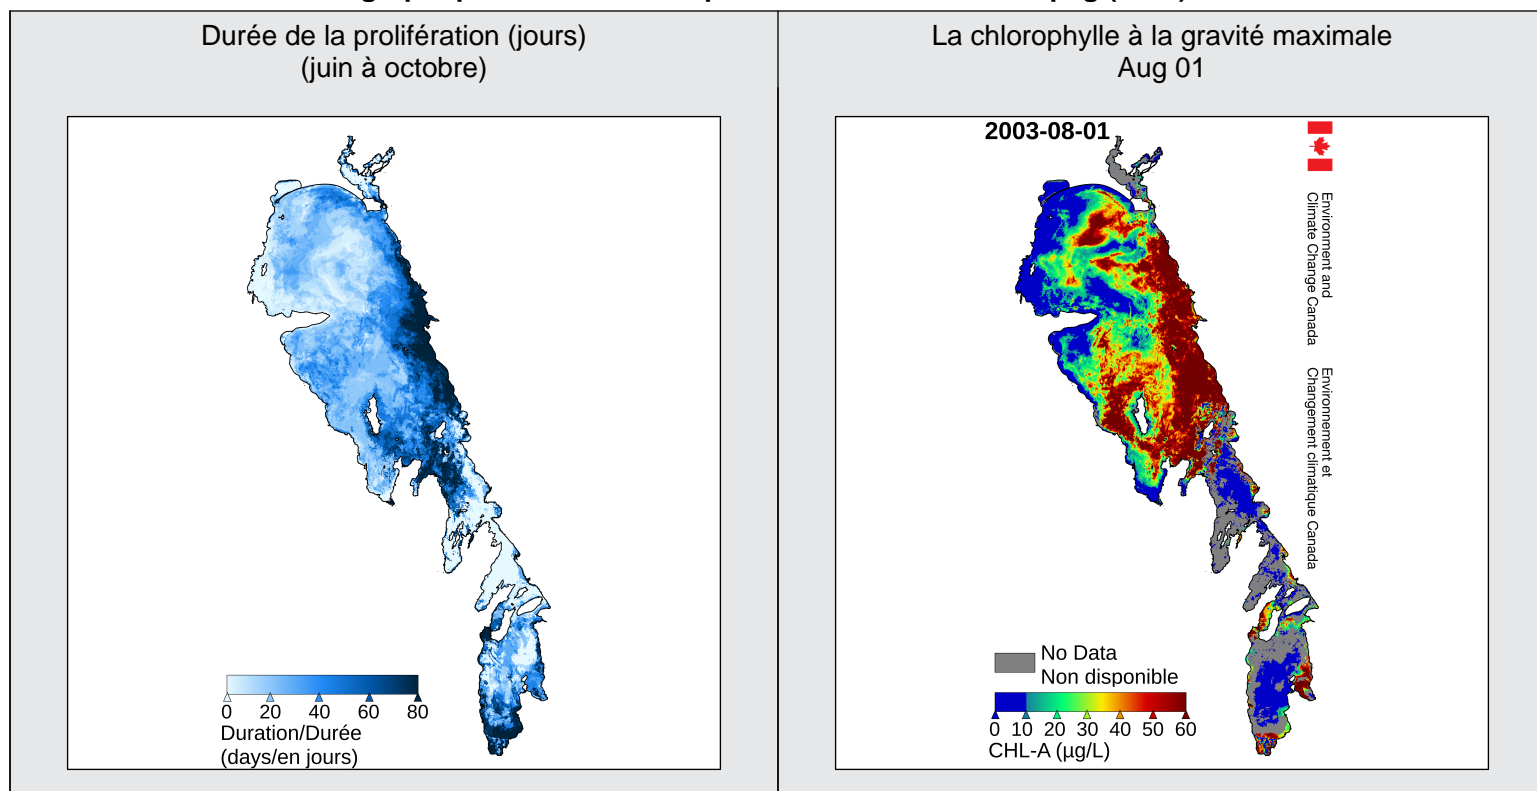 Durée de la prolifération (jours)
(juin à octobre)
La chlorophylle à la gravité maximale
Aug 01
0 20 40 60 80
Duration/Durée
(days/en jours)
2003-08-01
Environment and
Climate Change Canada
Environnement et
Changement climatique Canada
No Data
Non disponible
0 10 20 30 40 50 60
CHL-A (µg/L)